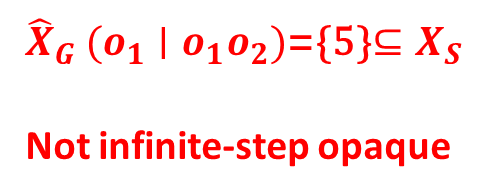 X̂_G (o₁ | o₁o₂)={5}⊆ X_S
Not infinite-step opaque